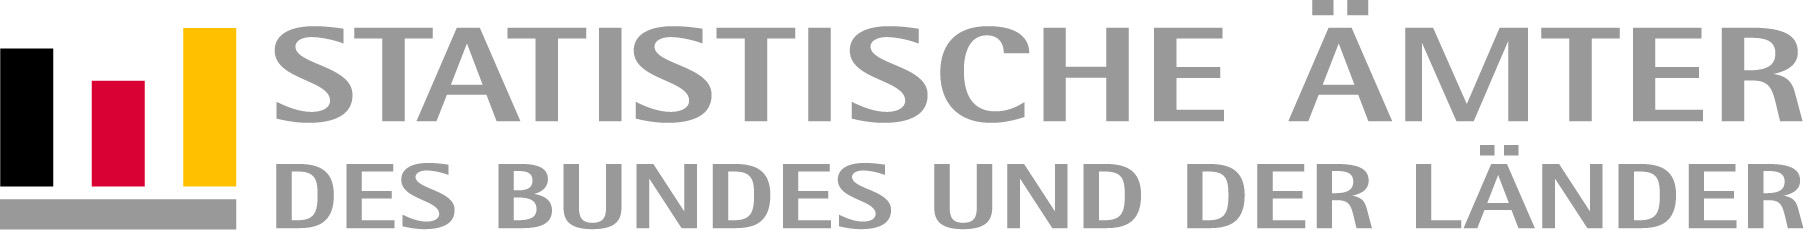 STATISTISCHE ÄMTER
DES BUNDES UND DER LÄNDER